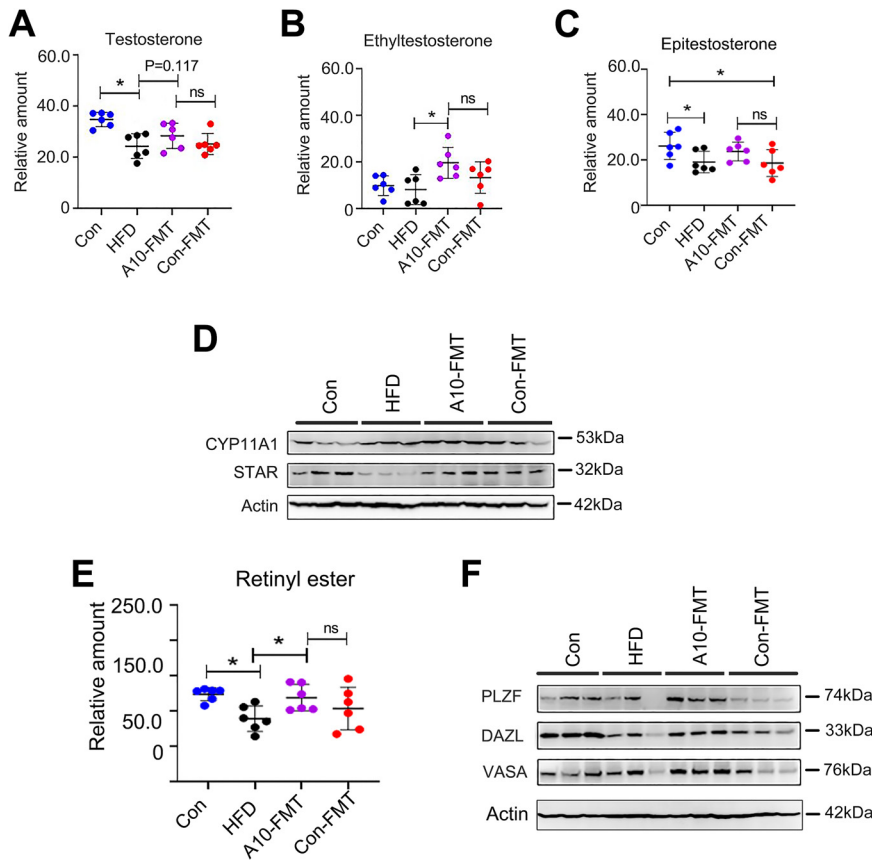 A
Testosterone
60.0
40.0
20.0
0.0
Relative amount
*
P=0.117
ns
Con
HFD
A10-FMT
Con-FMT
B
Ethyltestosterone
60.0
40.0
20.0
0
Relative amount
*
ns
Con
HFD
A10-FMT
Con-FMT
C
Epitestosterone
60.0
40.0
20.0
0
Relative amount
*
*
ns
Con
HFD
A10-FMT
Con-FMT
D
Con
HFD
A10-FMT
Con-FMT
CYP11A1
53kDa
STAR
32kDa
Actin
42kDa
E
Retinyl ester
250.0
150.0
50.0
0
Relative amount
*
*
ns
Con
HFD
A10-FMT
Con-FMT
F
Con
HFD
A10-FMT
Con-FMT
PLZF
74kDa
DAZL
33kDa
VASA
76kDa
Actin
42kDa